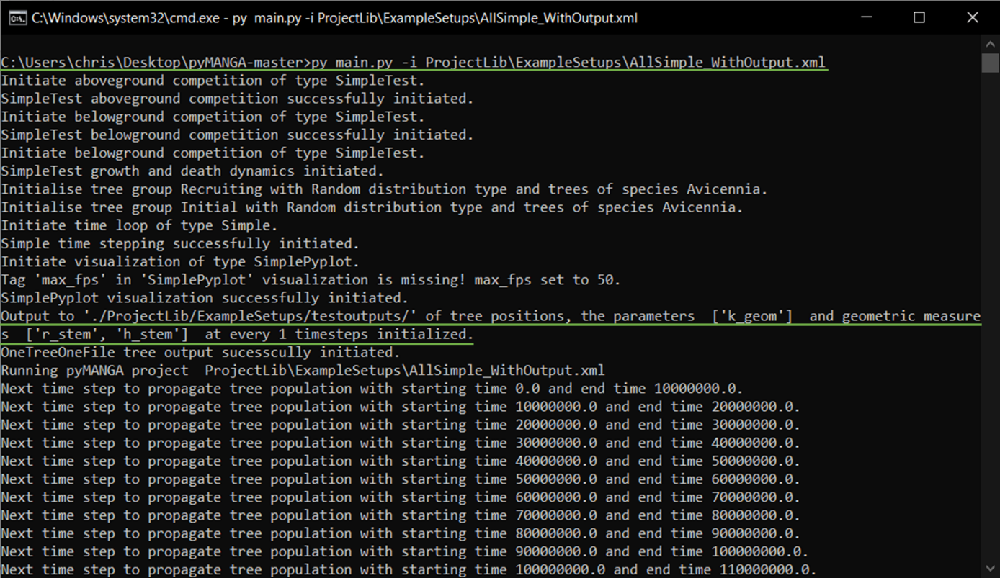 C:\Windows\system32\cmd.exe - py  main.py -i ProjectLib\ExampleSetups\AllSimple_WithOutput.xml
C:\Users\chris\Desktop\pyMANGA-master>py main.py -i ProjectLib\ExampleSetups\AllSimple_WithOutput.xml
Initiate aboveground competition of type SimpleTest.
SimpleTest aboveground competition successfully initiated.
Initiate belowground competition of type SimpleTest.
SimpleTest belowground competition successfully initiated.
Initiate belowground competition of type SimpleTest.
SimpleTest growth and death dynamics initiated.
Initialise tree group Recruiting with Random distribution type and trees of species Avicennia.
Initialise tree group Initial with Random distribution type and trees of species Avicennia.
Initiate time loop of type Simple.
Simple time stepping successfully initiated.
Initiate visualization of type SimplePyplot.
Tag 'max_fps' in 'SimplePyplot' visualization is missing! max_fps set to 50.
SimplePyplot visualization successfully initiated.
Output to './ProjectLib/ExampleSetups/testoutputs/' of tree positions, the parameters  ['k_geom']  and geometric measure
s  ['r_stem', 'h_stem']  at every 1 timesteps initialized.
OneTreeOneFile tree output sucesscully initiated.
Running pyMANGA project  ProjectLib\ExampleSetups\AllSimple_WithOutput.xml
Next time step to propagate tree population with starting time 0.0 and end time 10000000.0.
Next time step to propagate tree population with starting time 10000000.0 and end time 20000000.0.
Next time step to propagate tree population with starting time 20000000.0 and end time 30000000.0.
Next time step to propagate tree population with starting time 30000000.0 and end time 40000000.0.
Next time step to propagate tree population with starting time 40000000.0 and end time 50000000.0.
Next time step to propagate tree population with starting time 50000000.0 and end time 60000000.0.
Next time step to propagate tree population with starting time 60000000.0 and end time 70000000.0.
Next time step to propagate tree population with starting time 70000000.0 and end time 80000000.0.
Next time step to propagate tree population with starting time 80000000.0 and end time 90000000.0.
Next time step to propagate tree population with starting time 90000000.0 and end time 100000000.0.
Next time step to propagate tree population with starting time 100000000.0 and end time 110000000.0.